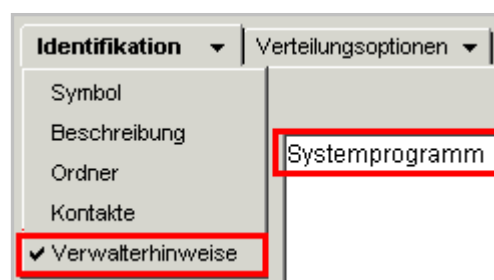 Identifikation Verteilungsoptionen
Symbol
Beschreibung
Systemprogramm
Ordner
Kontakte
✔ Verwalterhinweise